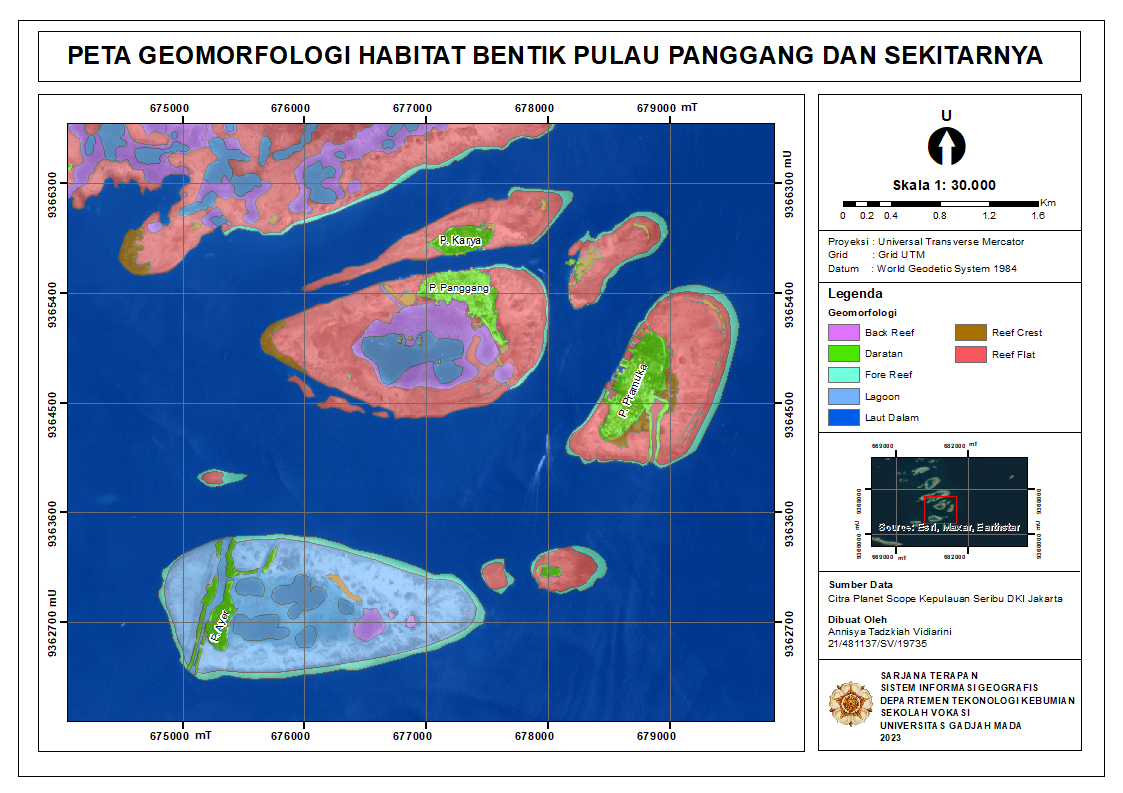 PETA GEOMORFOLOGI HABITAT BENTIK PULAU PANGGANG DAN SEKITARNYA
675000 676000 677000 678000 679000 mT
9366300
9365400
9364500
9363600
9362700 mU
9366300 mU
9365400
9364500
9363600
9362700
P. Karya
P. Panggang
P. Pramuka
P. Ayer
675000 mT 676000 677000 678000 679000
U
Skala 1: 30.000
Km
0 0.2 0.4 0.8 1.2 1.6
Proyeksi : Universal Transverse Mercator
Grid : Grid UTM
Datum : World Geodetic System 1984
Legenda
Geomorfologi
Back Reef
Daratan
Fore Reef
Lagoon
Laut Dalam
Reef Crest
Reef Flat
669000 682000 mT
9368000
9360000 mU
9368000
9360000 mU
Source: Esri, Maxar, Earthstar
669000 mT 682000
Sumber Data
Citra Planet Scope Kepulauan Seribu DKI Jakarta
Dibuat Oleh
Annisya Tadzkiah Vidiarini
21/481137/SV/19735
SARJANA TERAPAN
SISTEM INFORMASI GEOGRAFIS
DEPARTEMEN TEKONOLOGI KEBUMIAN
SEKOLAH VOKASI
UNIVERSITAS GADJAH MADA
2023